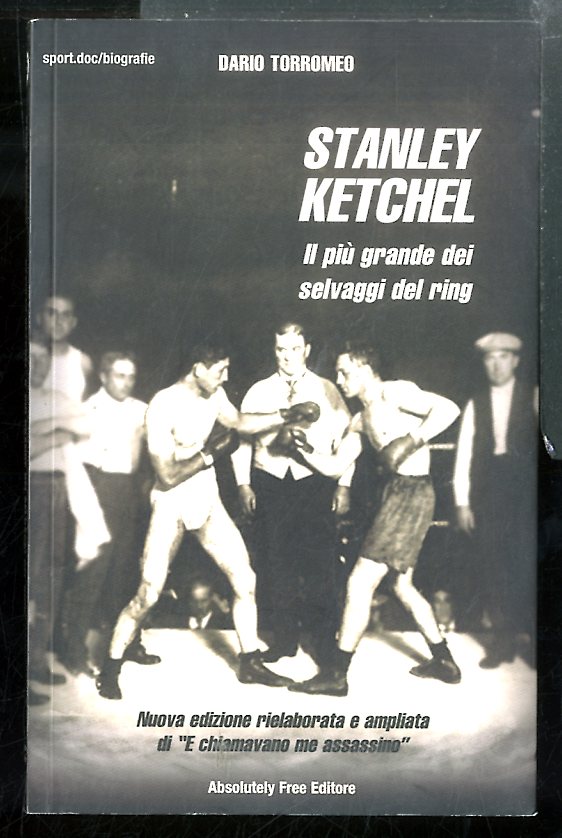 sport.doc/biografie
DARIO TORROMEO
STANLEY
KETCHEL
Il più grande dei
selvaggi del ring
Nuova edizione rielaborata e ampliata
di "E chiamavano me assassino"
Absolutely Free Editore